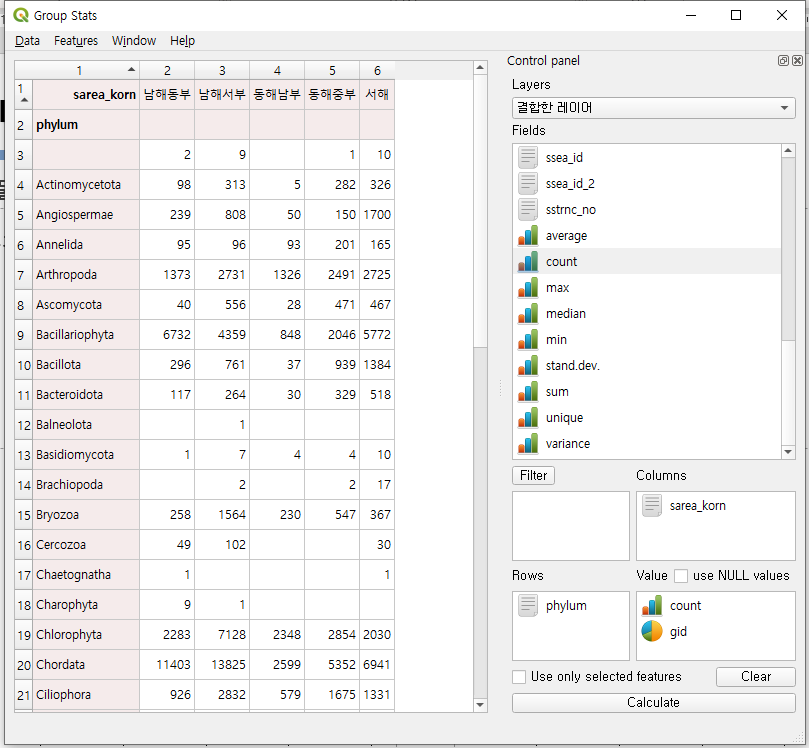 Group Stats
Data Features Window Help
1 2 3 4 5 6
1 sarea_korn 남해동부 남해서부 동해남부 동해중부 서해
2 phylum
3 2 9 1 10
4 Actinomycetota 98 313 5 282 326
5 Angiospermae 239 808 50 150 1700
6 Annelida 95 96 93 201 165
7 Arthropoda 1373 2731 1326 2491 2725
8 Ascomycota 40 556 28 471 467
9 Bacillariophyta 6732 4359 848 2046 5772
10 Bacillota 296 761 37 939 1384
11 Bacteroidota 117 264 30 329 518
12 Balneolota 1
13 Basidiomycota 1 7 4 4 10
14 Brachiopoda 2 2 17
15 Bryozoa 258 1564 230 547 367
16 Cercozoa 49 102 30
17 Chaetognatha 1 1
18 Charophyta 9 1
19 Chlorophyta 2283 7128 2348 2854 2030
20 Chordata 11403 13825 2599 5352 6941
21 Ciliophora 926 2832 579 1675 1331
Control panel
Layers
결합한 레이어
Fields
ssea_id
ssea_id_2
sstrnc_no
average
count
max
median
min
stand.dev.
sum
unique
variance
Filter
Columns
sarea_korn
Rows
phylum
Value use NULL values
count
gid
Use only selected features
Clear
Calculate